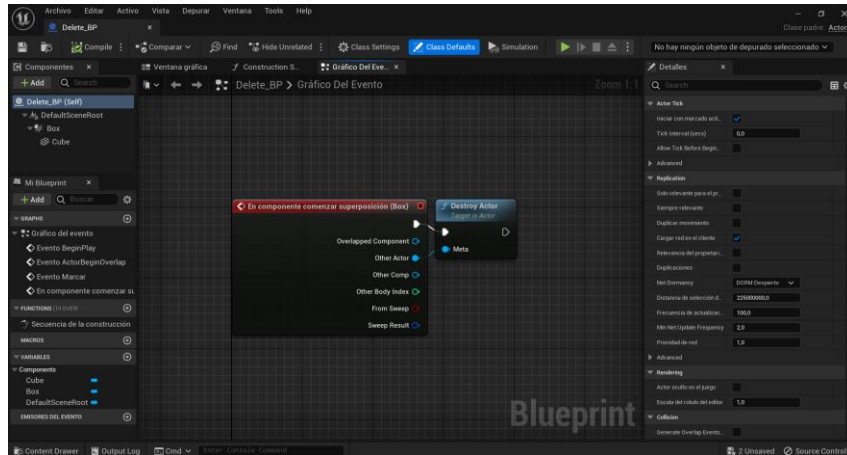 Archivo Editar Activo Vista Depurar Ventana Tools Help
Delete_BP
Clase padre: Actor
Compile
Comparar
Find
Hide Unrelated
Class Settings
Class Defaults
Simulation
No hay ningún objeto de depurado seleccionado
Componentes
+ Add
Search
Delete_BP (Self)
DefaultSceneRoot
Box
Cube
Mi Blueprint
+ Add
Buscar
GRAPHS
Gráfico del evento
Evento BeginPlay
Evento ActorBeginOverlap
Evento Marcar
En componente comenzar su
FUNCTIONS
Secuencia de la construcción
MACROS
VARIABLES
Components
Cube
Box
DefaultSceneRoot
EMISORES DEL EVENTO
Ventana gráfica
Construction S...
Gráfico Del Eve...
Delete_BP > Gráfico Del Evento
Zoom 1:1
En componente comenzar superposición (Box)
Overlapped Component
Other Actor
Other Comp
Other Body Index
From Sweep
Sweep Result
Destroy Actor
Target is Actor
Meta
Blueprint
Detalles
Search
Actor Tick
Iniciar con marcado acti...
Tick Interval (secs) 0,0
Allow Tick Before Begin...
Advanced
Replication
Solo relevante para el pr...
Siempre relevante
Duplicar movimiento
Cargar red en el cliente
Relevancia del propietari...
Duplicaciones
Net Dormancy DORM Despierto
Distancia de selección d... 225000000,0
Frecuencia de actualizac... 100,0
Min Net Update Frequency 2,0
Prioridad de red 1,0
Advanced
Rendering
Actor oculto en el juego
Escala del rótulo del editor 1,0
Collision
Generate Overlap Events...
Content Drawer
Output Log
Cmd
Enter Console Command
2 Unsaved
Source Control